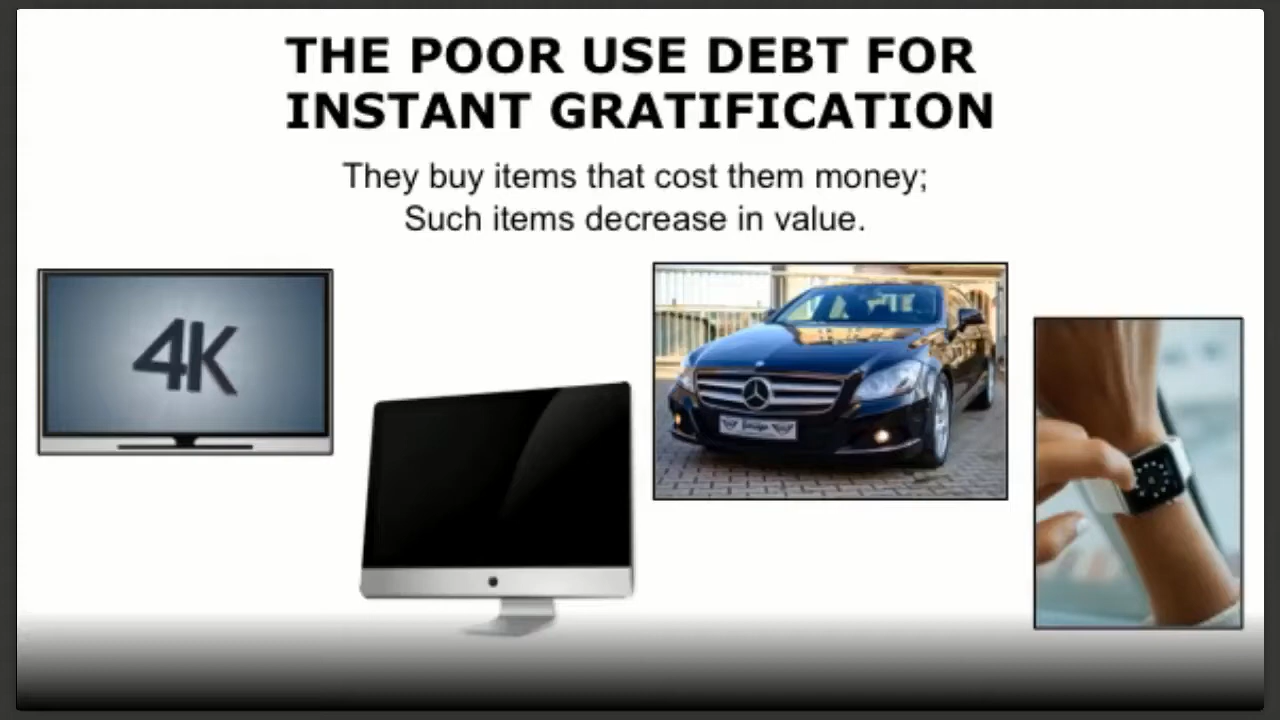 THE POOR USE DEBT FOR
INSTANT GRATIFICATION
They buy items that cost them money;
Such items decrease in value.
4K